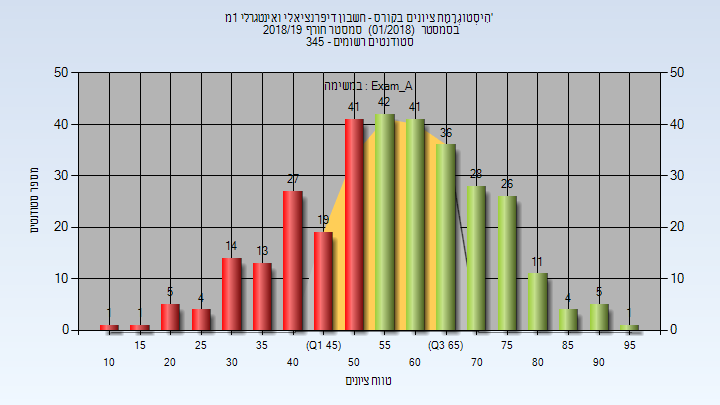 הִיסְטוֹגְרָמַת ציונים בקורס - חשבון דיפרנציאלי ואינטגרלי 1מ'
בסמסטר (01/2018) סמסטר חורף 2018/19
סטודנטים רשומים - 345
במשימה : Exam_A
50 50
40 40
30 30
20 20
10 10
0 0
מספר סטודנטים
1 1 5 4 14 13 27 19 41 42 41 36 28 26 11 4 5 1
15 25 35 (Q1 45) 55 (Q3 65) 75 85 95
10 20 30 40 50 60 70 80 90
טווח ציונים